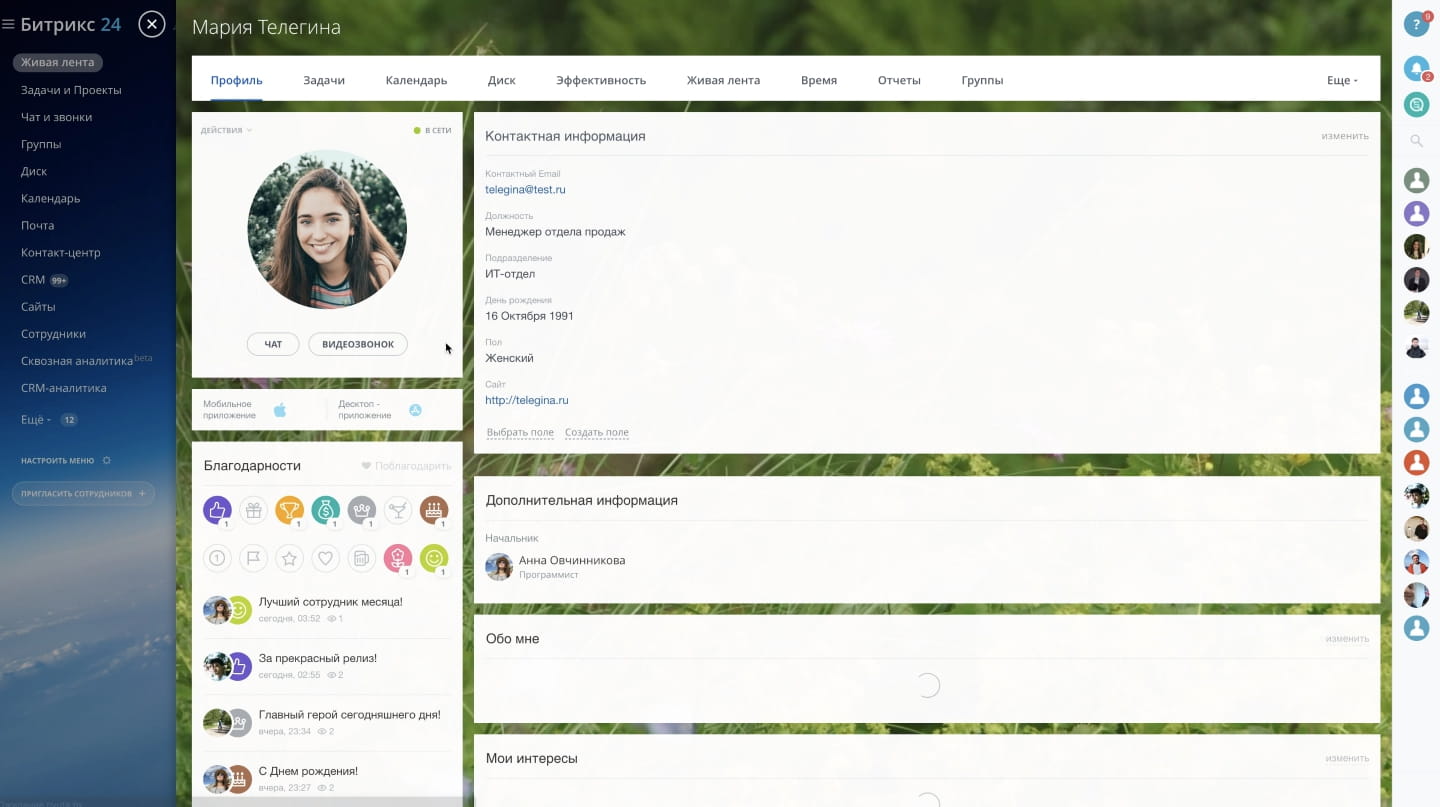 Битрикс 24
Живая лента
Задачи и Проекты
Чат и звонки
Группы
Диск
Календарь
Почта
Контакт-центр
CRM 99+
Сайты
Сотрудники
Сквозная аналитика beta
CRM-аналитика
Ещё - 12
НАСТРОИТЬ МЕНЮ
ПРИГЛАСИТЬ СОТРУДНИКОВ +
Мария Телегина
Профиль Задачи Календарь Диск Эффективность Живая лента Время Отчеты Группы Еще -
ДЕЙСТВИЯ В СЕТИ
ЧАТ ВИДЕОЗВОНОК
Мобильное
приложение
Десктоп -
приложение
Благодарности Поблагодарить
1 1 1 1 1
1 1 1
Лучший сотрудник месяца!
сегодня, 03:52 1
За прекрасный релиз!
сегодня, 02:55 2
Главный герой сегодняшнего дня!
вчера, 23:34 2
С Днем рождения!
вчера, 23:27 2
Контактная информация изменить
Контактный Email
telegina@test.ru
Должность
Менеджер отдела продаж
Подразделение
ИТ-отдел
День рождения
16 Октября 1991
Пол
Женский
Сайт
http://telegina.ru
Выбрать поле Создать поле
Дополнительная информация
Начальник
Анна Овчинникова
Программист
Обо мне изменить
Мои интересы изменить
? 9
2